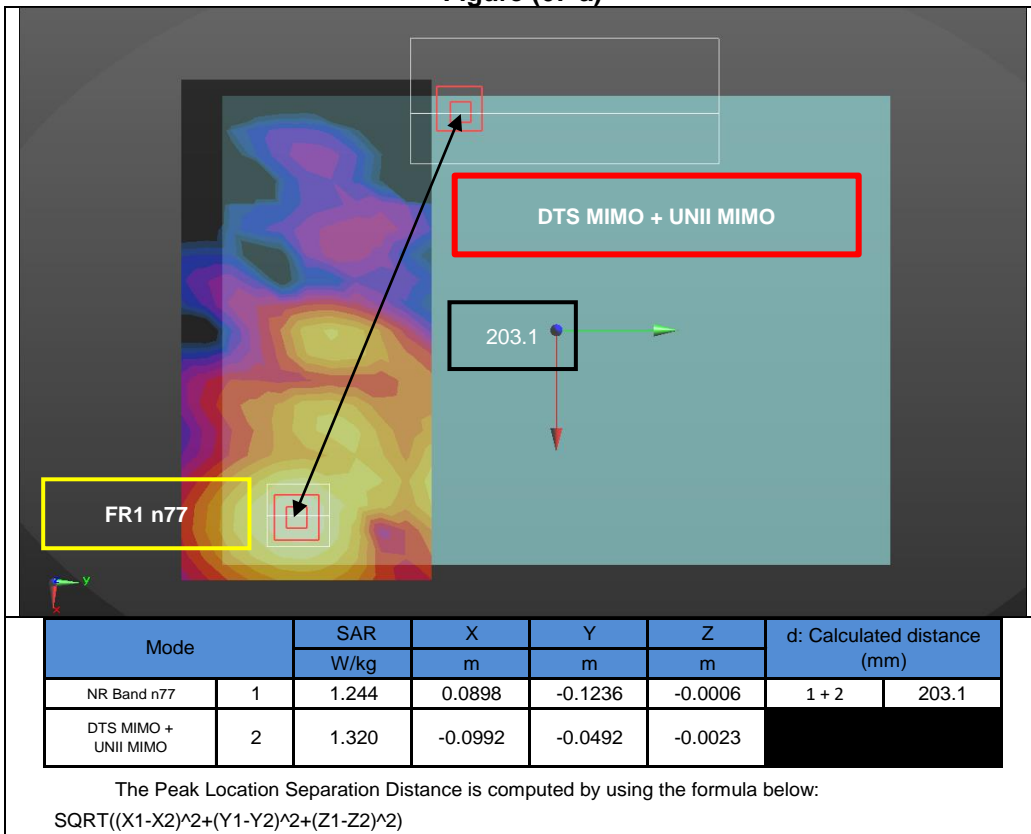 DTS MIMO + UNII MIMO
203.1
FR1 n77
y
x
Mode SAR X Y Z d: Calculated distance (mm)
W/kg m m m
NR Band n77 1 1.244 0.0898 -0.1236 -0.0006 1 + 2 203.1
DTS MIMO + UNII MIMO 2 1.320 -0.0992 -0.0492 -0.0023
The Peak Location Separation Distance is computed by using the formula below:
SQRT((X1-X2)^2+(Y1-Y2)^2+(Z1-Z2)^2)